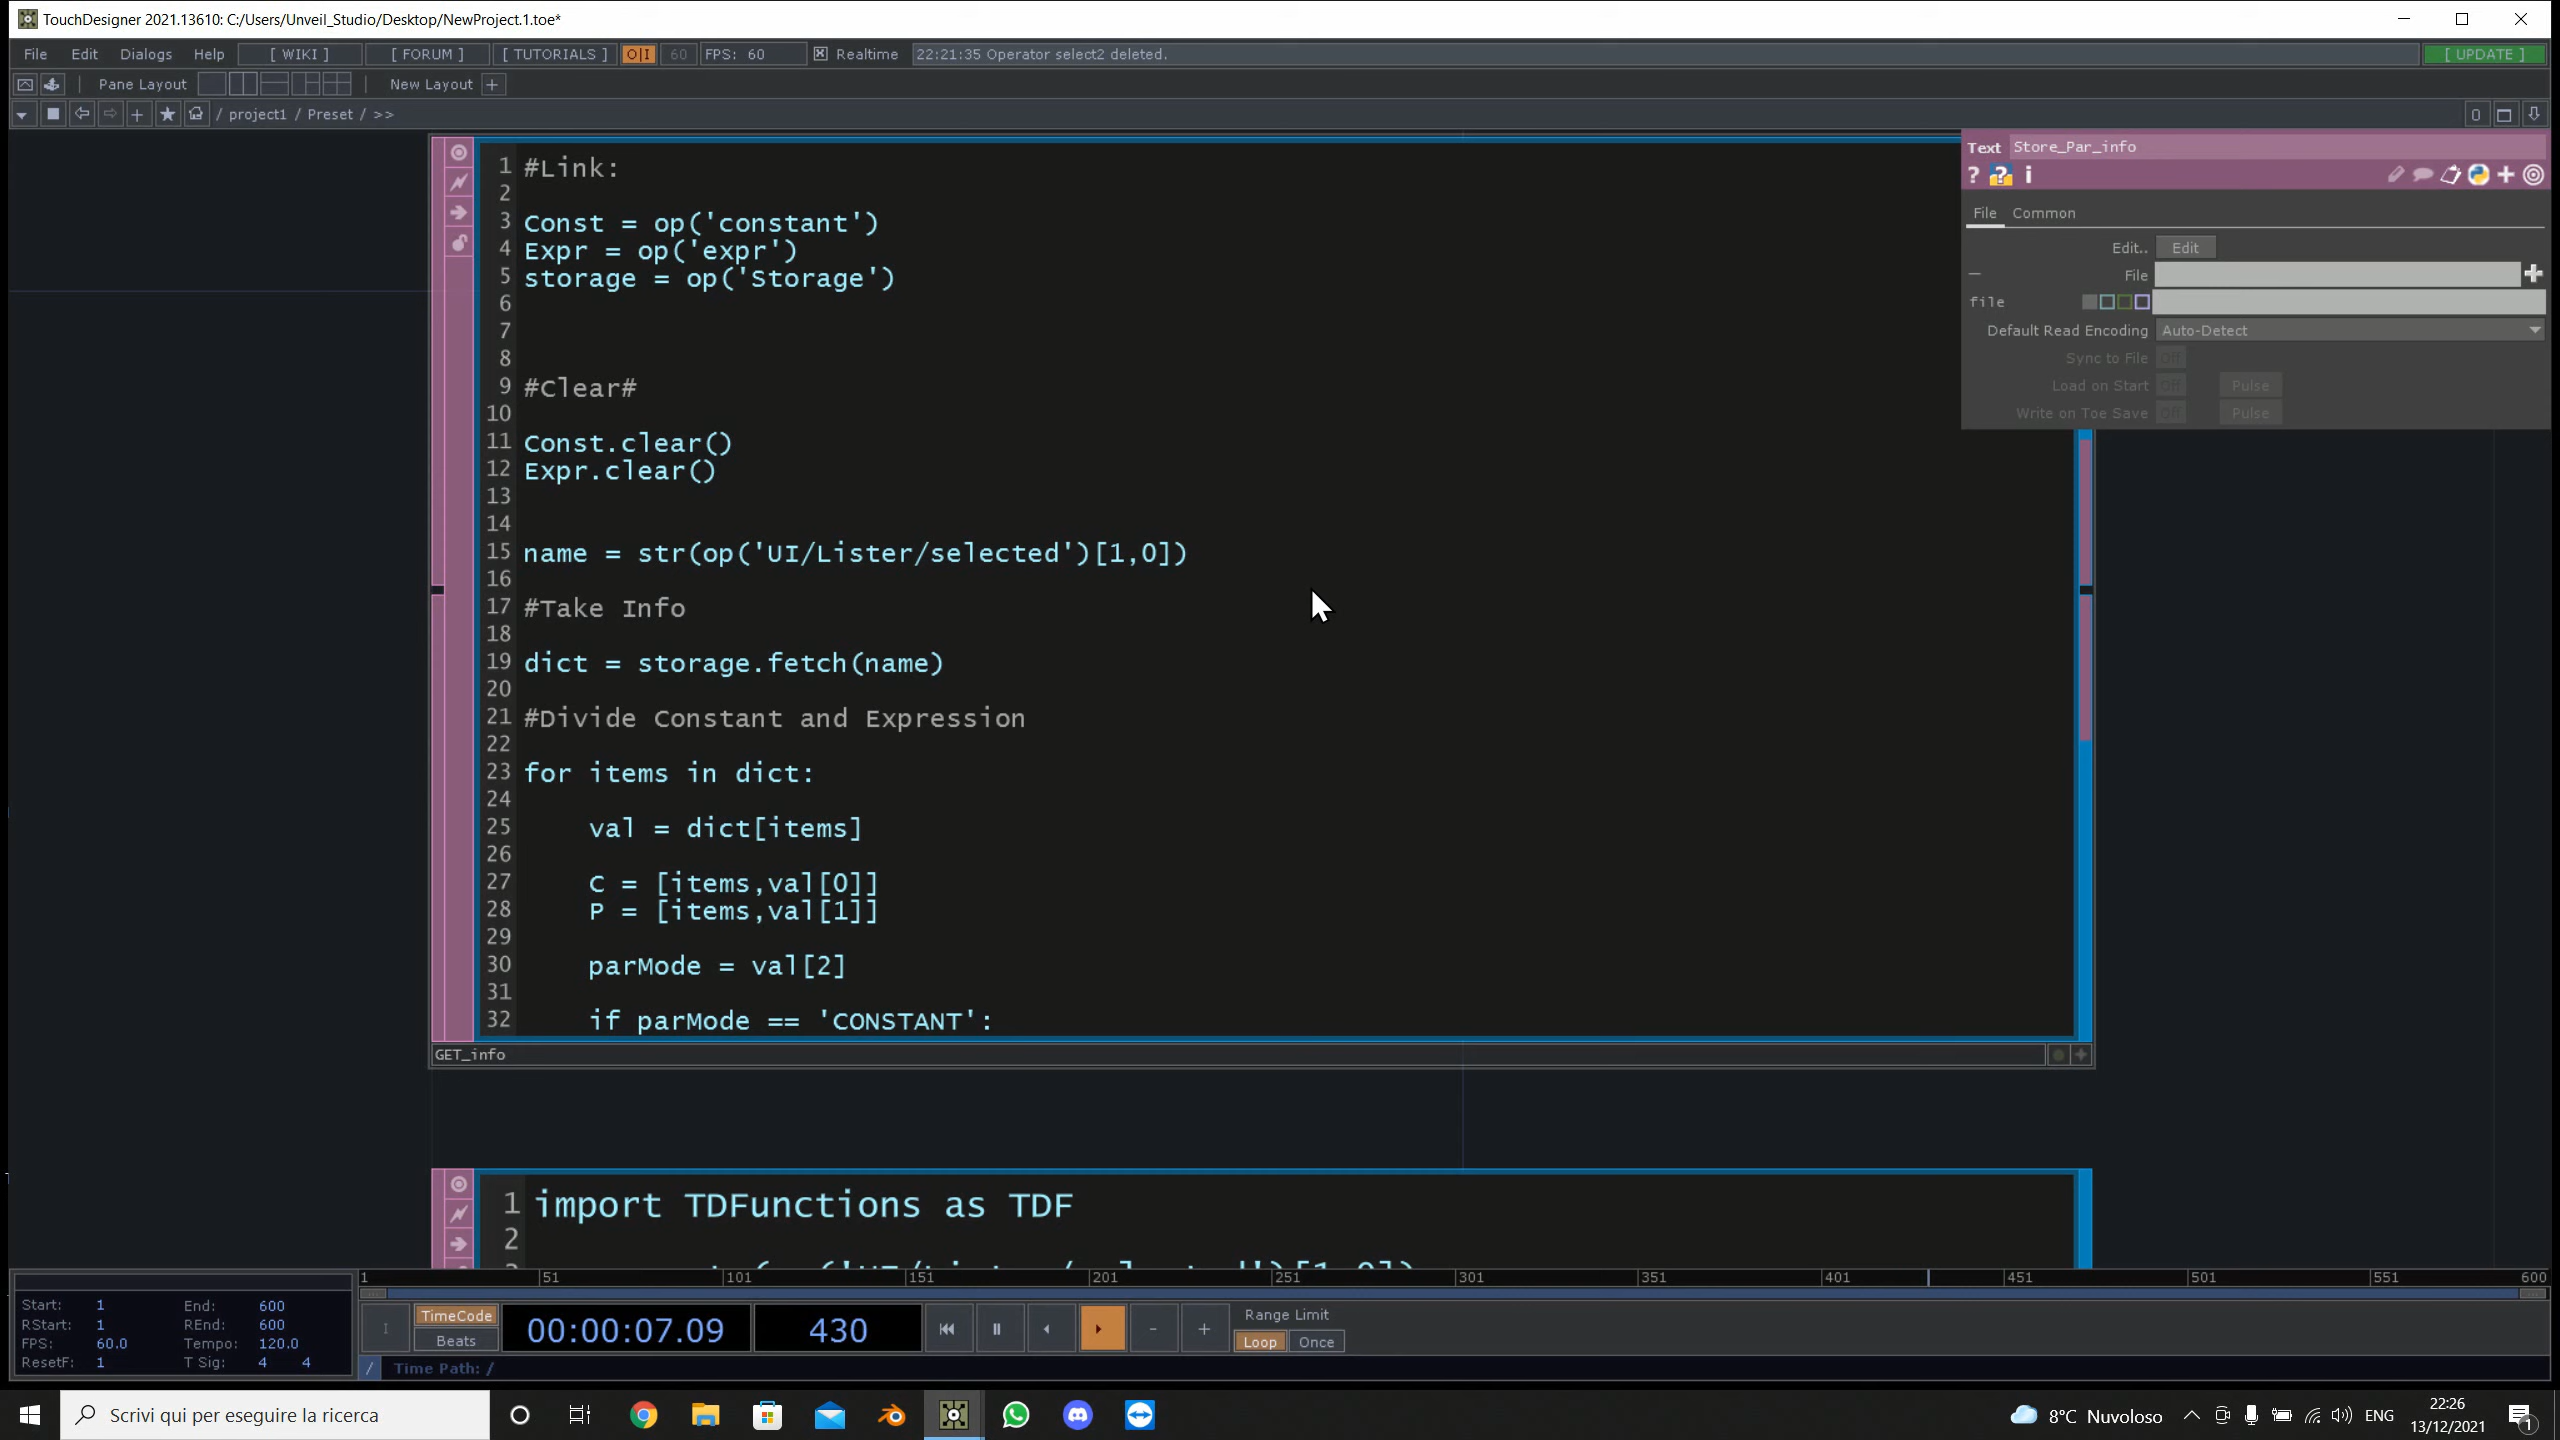 TouchDesigner 2021.13610: C:/Users/Unveil_Studio/Desktop/NewProject.1.toe*
File Edit Dialogs Help [ WIKI ] [ FORUM ] [ TUTORIALS ] O|I 60 FPS: 60 Realtime 22:21:35 Operator select2 deleted. [ UPDATE ]
Pane Layout New Layout +
/ project1 / Preset / >> 0
Text Store_Par_info
? ? i
File Common
Edit.. Edit
File
file
Default Read Encoding Auto-Detect
Sync to File Off
Load on Start Off Pulse
Write on Toe Save Off Pulse
1 #Link:
2
3 Const = op('constant')
4 Expr = op('expr')
5 storage = op('Storage')
6
7
8
9 #Clear#
10
11 Const.clear()
12 Expr.clear()
13
14
15 name = str(op('UI/Lister/selected')[1,0])
16
17 #Take Info
18
19 dict = storage.fetch(name)
20
21 #Divide Constant and Expression
22
23 for items in dict:
24
25 val = dict[items]
26
27 C = [items,val[0]]
28 P = [items,val[1]]
29
30 parMode = val[2]
31
32 if parMode == 'CONSTANT':
GET_info
1 import TDFunctions as TDF
2
1 51 101 151 201 251 301 351 401 451 501 551 600
Start: 1 End: 600
RStart: 1 REnd: 600
FPS: 60.0 Tempo: 120.0
ResetF: 1 T Sig: 4 4
TimeCode
Beats
00:00:07.09 430
- +
Range Limit
Loop Once
/ Time Path: /
Scrivi qui per eseguire la ricerca
8°C Nuvoloso ENG
22:26
13/12/2021
1